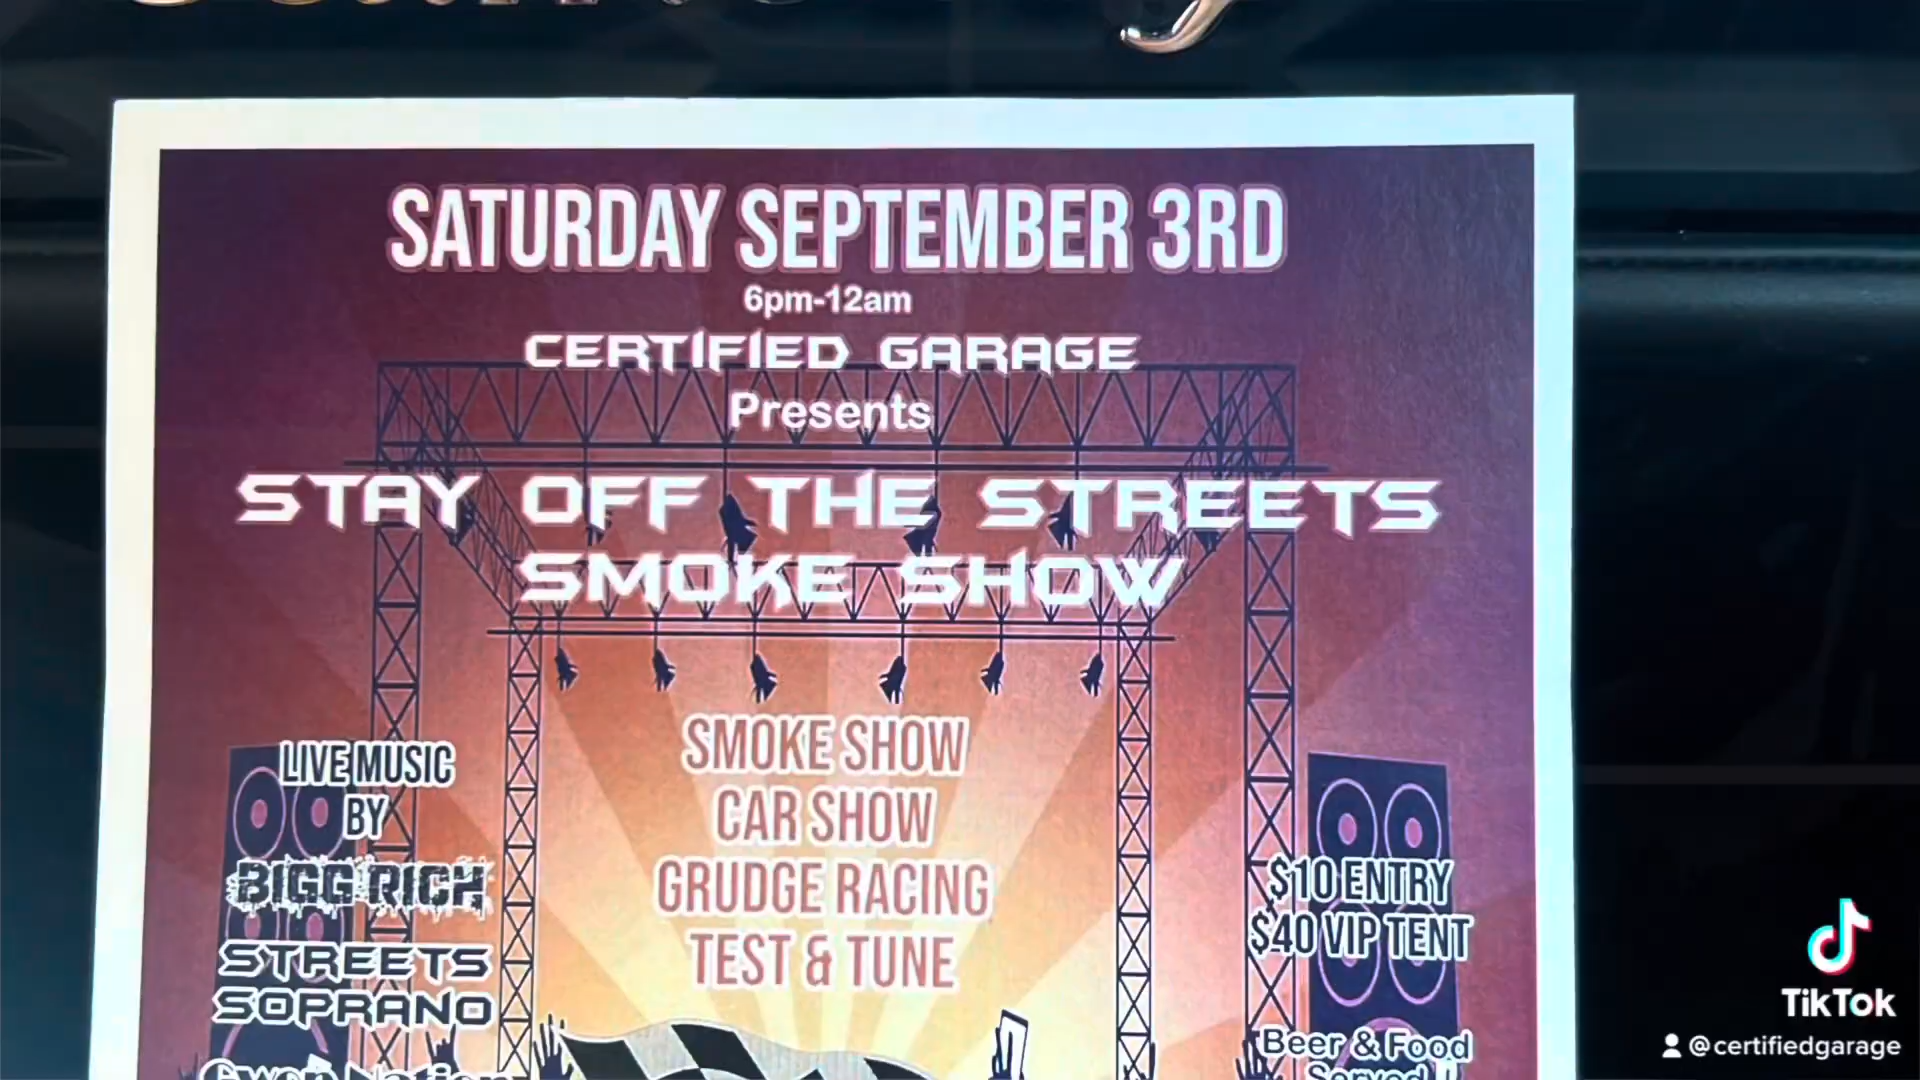 SATURDAY SEPTEMBER 3RD
6pm-12am
CERTIFIED GARAGE
Presents
STAY OFF THE STREETS
SMOKE SHOW
SMOKE SHOW
CAR SHOW
GRUDGE RACING
TEST & TUNE
LIVE MUSIC
BY
BIGG RICH
STREETS
SOPRANO
$10 ENTRY
$40 VIP TENT
Beer & Food
Served
TikTok
@certifiedgarage